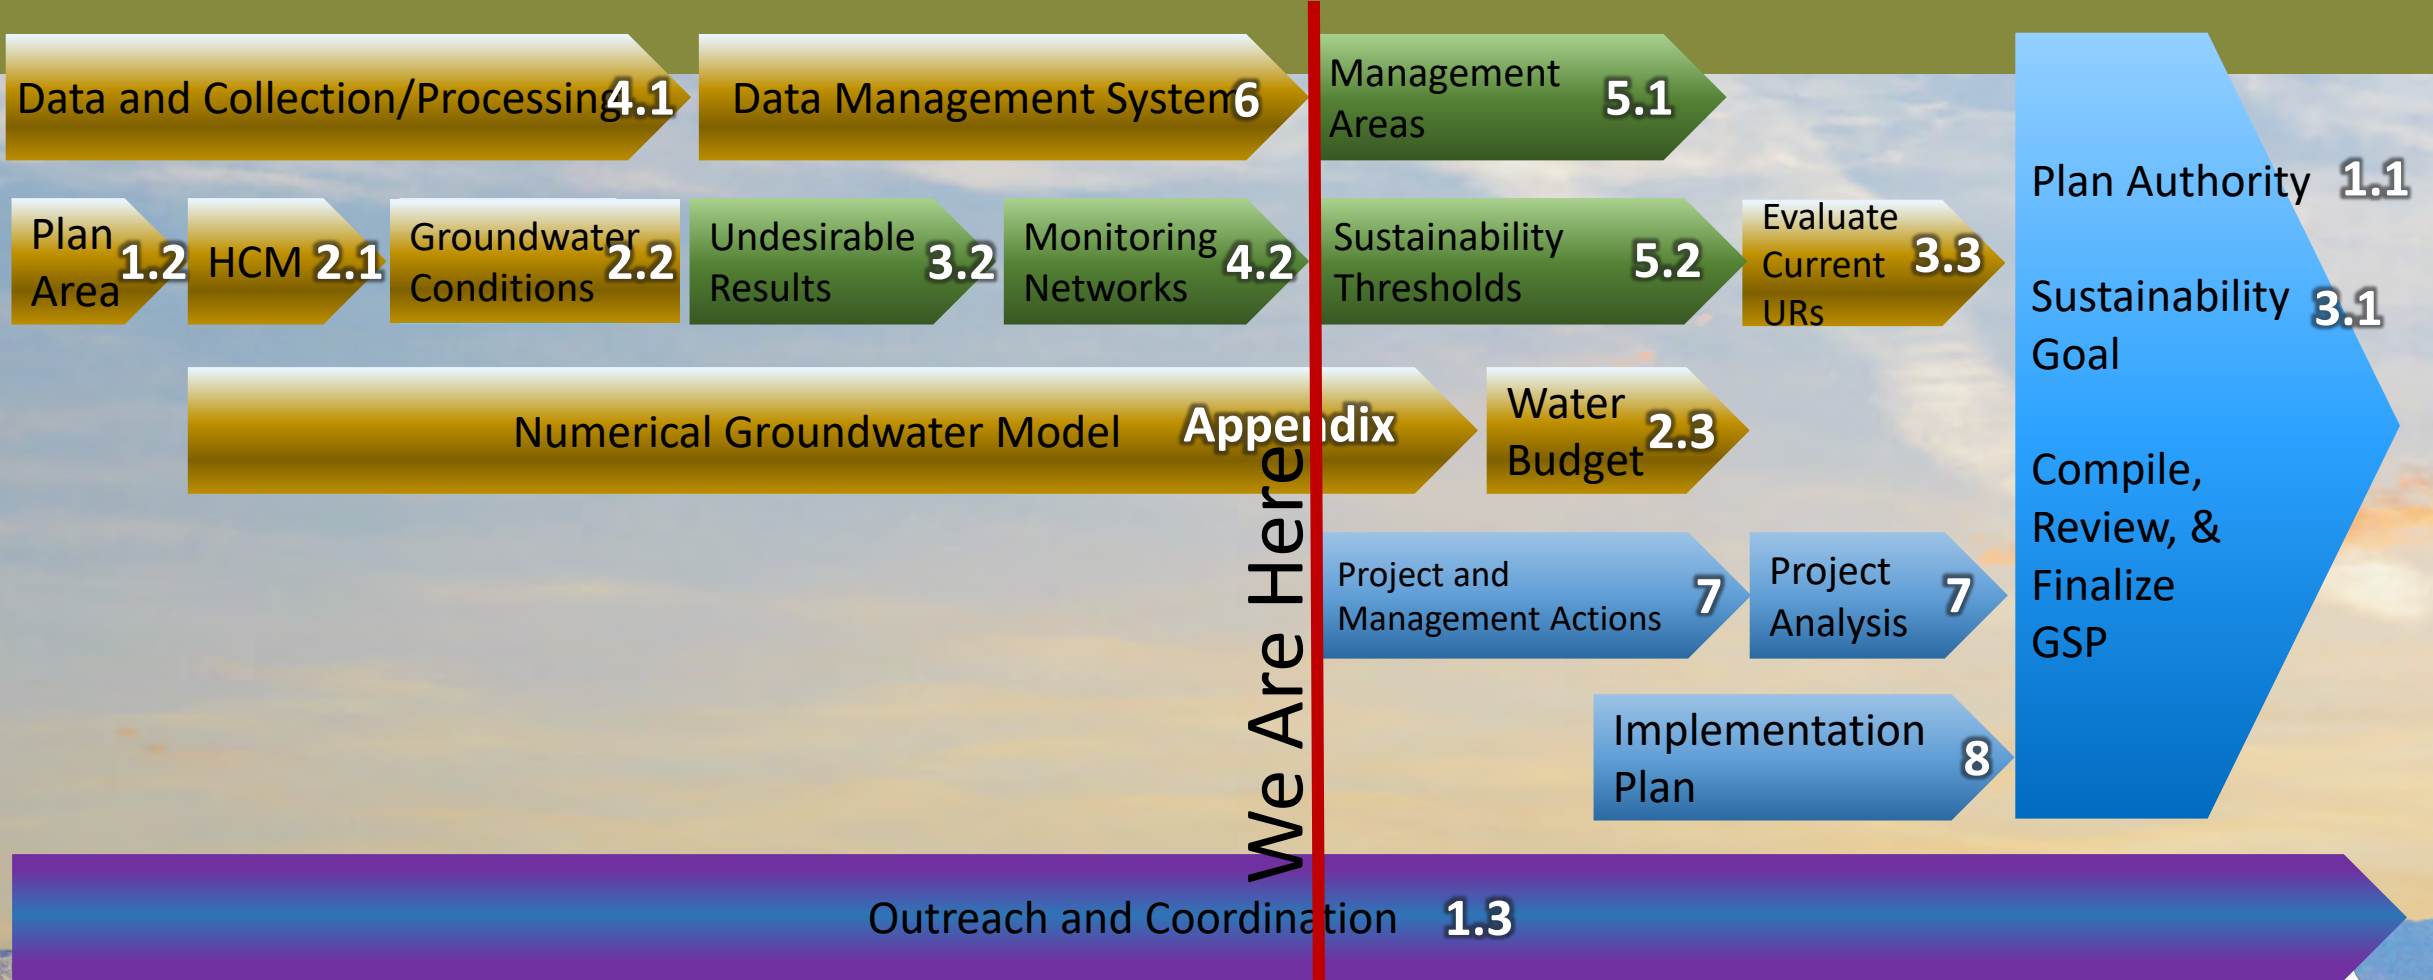 Data and Collection/Processing 4.1
Data Management System 6
Management
Areas
5.1
Plan
Area
1.2
HCM 2.1
Groundwater
Conditions
2.2
Undesirable
Results
3.2
Monitoring
Networks
4.2
Sustainability
Thresholds
5.2
Evaluate
Current
URs
3.3
Numerical Groundwater Model Appendix
Water
Budget
2.3
We Are Here
Project and
Management Actions
7
Project
Analysis
7
Implementation
Plan
8
Plan Authority 1.1
Sustainability
Goal
3.1
Compile,
Review, &
Finalize
GSP
Outreach and Coordination 1.3